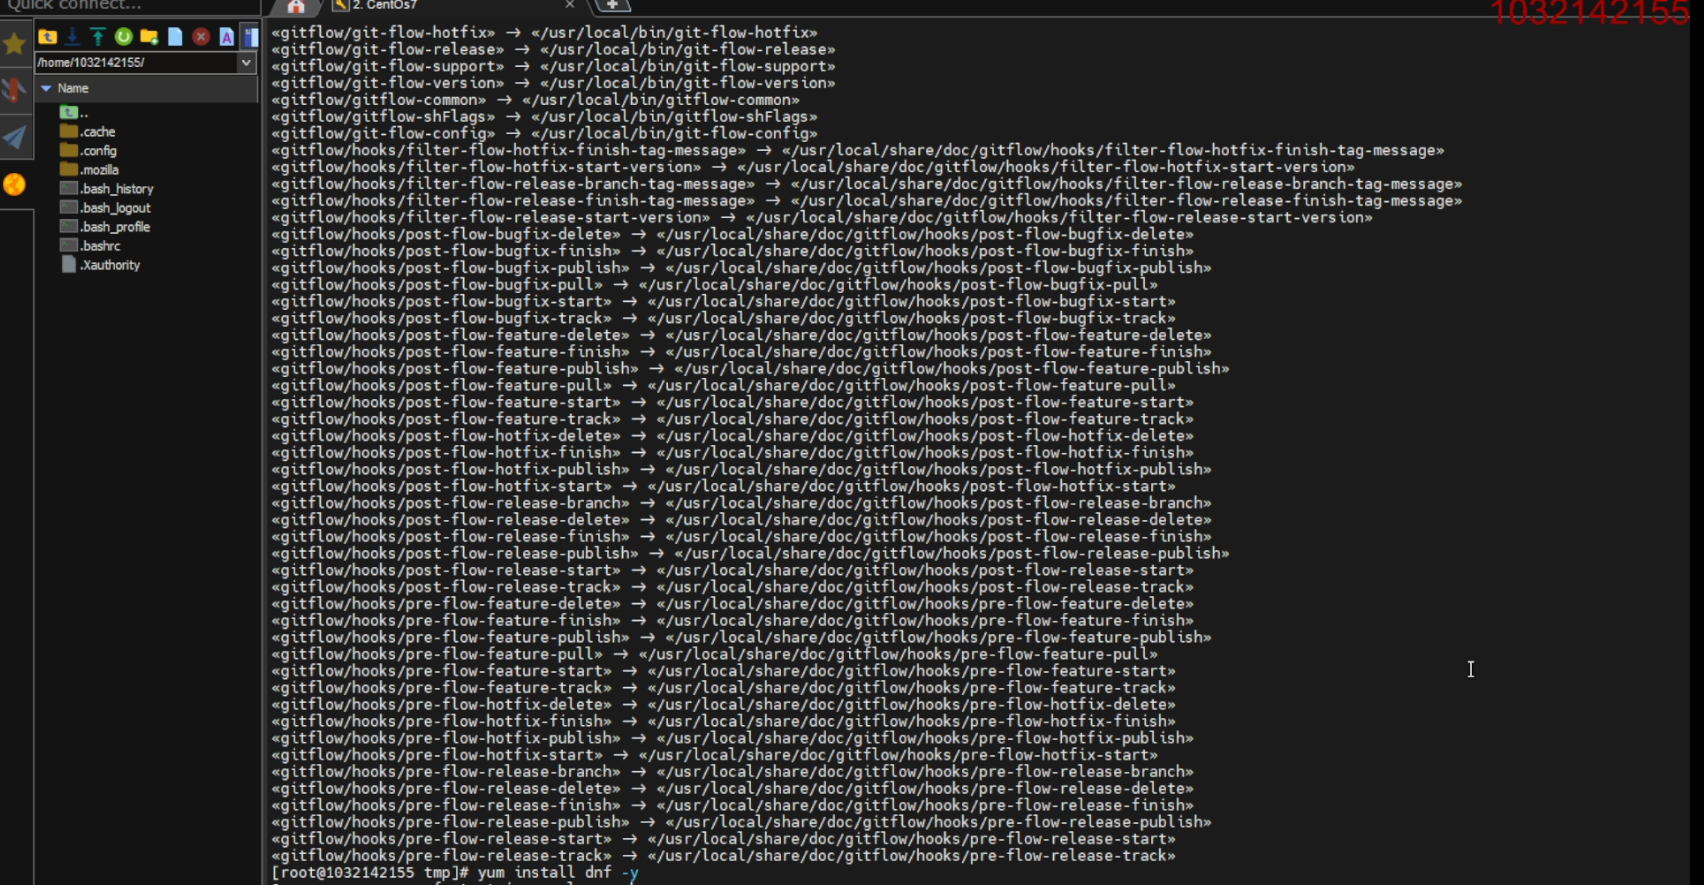 Quick connect...
2. CentOs7
1032142155
/home/1032142155/
Name
..
.cache
.config
.mozilla
.bash_history
.bash_logout
.bash_profile
.bashrc
.Xauthority
«gitflow/git-flow-hotfix» → «/usr/local/bin/git-flow-hotfix»
«gitflow/git-flow-release» → «/usr/local/bin/git-flow-release»
«gitflow/git-flow-support» → «/usr/local/bin/git-flow-support»
«gitflow/git-flow-version» → «/usr/local/bin/git-flow-version»
«gitflow/gitflow-common» → «/usr/local/bin/gitflow-common»
«gitflow/gitflow-shFlags» → «/usr/local/bin/gitflow-shFlags»
«gitflow/git-flow-config» → «/usr/local/bin/git-flow-config»
«gitflow/hooks/filter-flow-hotfix-finish-tag-message» → «/usr/local/share/doc/gitflow/hooks/filter-flow-hotfix-finish-tag-message»
«gitflow/hooks/filter-flow-hotfix-start-version» → «/usr/local/share/doc/gitflow/hooks/filter-flow-hotfix-start-version»
«gitflow/hooks/filter-flow-release-branch-tag-message» → «/usr/local/share/doc/gitflow/hooks/filter-flow-release-branch-tag-message»
«gitflow/hooks/filter-flow-release-finish-tag-message» → «/usr/local/share/doc/gitflow/hooks/filter-flow-release-finish-tag-message»
«gitflow/hooks/filter-flow-release-start-version» → «/usr/local/share/doc/gitflow/hooks/filter-flow-release-start-version»
«gitflow/hooks/post-flow-bugfix-delete» → «/usr/local/share/doc/gitflow/hooks/post-flow-bugfix-delete»
«gitflow/hooks/post-flow-bugfix-finish» → «/usr/local/share/doc/gitflow/hooks/post-flow-bugfix-finish»
«gitflow/hooks/post-flow-bugfix-publish» → «/usr/local/share/doc/gitflow/hooks/post-flow-bugfix-publish»
«gitflow/hooks/post-flow-bugfix-pull» → «/usr/local/share/doc/gitflow/hooks/post-flow-bugfix-pull»
«gitflow/hooks/post-flow-bugfix-start» → «/usr/local/share/doc/gitflow/hooks/post-flow-bugfix-start»
«gitflow/hooks/post-flow-bugfix-track» → «/usr/local/share/doc/gitflow/hooks/post-flow-bugfix-track»
«gitflow/hooks/post-flow-feature-delete» → «/usr/local/share/doc/gitflow/hooks/post-flow-feature-delete»
«gitflow/hooks/post-flow-feature-finish» → «/usr/local/share/doc/gitflow/hooks/post-flow-feature-finish»
«gitflow/hooks/post-flow-feature-publish» → «/usr/local/share/doc/gitflow/hooks/post-flow-feature-publish»
«gitflow/hooks/post-flow-feature-pull» → «/usr/local/share/doc/gitflow/hooks/post-flow-feature-pull»
«gitflow/hooks/post-flow-feature-start» → «/usr/local/share/doc/gitflow/hooks/post-flow-feature-start»
«gitflow/hooks/post-flow-feature-track» → «/usr/local/share/doc/gitflow/hooks/post-flow-feature-track»
«gitflow/hooks/post-flow-hotfix-delete» → «/usr/local/share/doc/gitflow/hooks/post-flow-hotfix-delete»
«gitflow/hooks/post-flow-hotfix-finish» → «/usr/local/share/doc/gitflow/hooks/post-flow-hotfix-finish»
«gitflow/hooks/post-flow-hotfix-publish» → «/usr/local/share/doc/gitflow/hooks/post-flow-hotfix-publish»
«gitflow/hooks/post-flow-hotfix-start» → «/usr/local/share/doc/gitflow/hooks/post-flow-hotfix-start»
«gitflow/hooks/post-flow-release-branch» → «/usr/local/share/doc/gitflow/hooks/post-flow-release-branch»
«gitflow/hooks/post-flow-release-delete» → «/usr/local/share/doc/gitflow/hooks/post-flow-release-delete»
«gitflow/hooks/post-flow-release-finish» → «/usr/local/share/doc/gitflow/hooks/post-flow-release-finish»
«gitflow/hooks/post-flow-release-publish» → «/usr/local/share/doc/gitflow/hooks/post-flow-release-publish»
«gitflow/hooks/post-flow-release-start» → «/usr/local/share/doc/gitflow/hooks/post-flow-release-start»
«gitflow/hooks/post-flow-release-track» → «/usr/local/share/doc/gitflow/hooks/post-flow-release-track»
«gitflow/hooks/pre-flow-feature-delete» → «/usr/local/share/doc/gitflow/hooks/pre-flow-feature-delete»
«gitflow/hooks/pre-flow-feature-finish» → «/usr/local/share/doc/gitflow/hooks/pre-flow-feature-finish»
«gitflow/hooks/pre-flow-feature-publish» → «/usr/local/share/doc/gitflow/hooks/pre-flow-feature-publish»
«gitflow/hooks/pre-flow-feature-pull» → «/usr/local/share/doc/gitflow/hooks/pre-flow-feature-pull»
«gitflow/hooks/pre-flow-feature-start» → «/usr/local/share/doc/gitflow/hooks/pre-flow-feature-start»
«gitflow/hooks/pre-flow-feature-track» → «/usr/local/share/doc/gitflow/hooks/pre-flow-feature-track»
«gitflow/hooks/pre-flow-hotfix-delete» → «/usr/local/share/doc/gitflow/hooks/pre-flow-hotfix-delete»
«gitflow/hooks/pre-flow-hotfix-finish» → «/usr/local/share/doc/gitflow/hooks/pre-flow-hotfix-finish»
«gitflow/hooks/pre-flow-hotfix-publish» → «/usr/local/share/doc/gitflow/hooks/pre-flow-hotfix-publish»
«gitflow/hooks/pre-flow-hotfix-start» → «/usr/local/share/doc/gitflow/hooks/pre-flow-hotfix-start»
«gitflow/hooks/pre-flow-release-branch» → «/usr/local/share/doc/gitflow/hooks/pre-flow-release-branch»
«gitflow/hooks/pre-flow-release-delete» → «/usr/local/share/doc/gitflow/hooks/pre-flow-release-delete»
«gitflow/hooks/pre-flow-release-finish» → «/usr/local/share/doc/gitflow/hooks/pre-flow-release-finish»
«gitflow/hooks/pre-flow-release-publish» → «/usr/local/share/doc/gitflow/hooks/pre-flow-release-publish»
«gitflow/hooks/pre-flow-release-start» → «/usr/local/share/doc/gitflow/hooks/pre-flow-release-start»
«gitflow/hooks/pre-flow-release-track» → «/usr/local/share/doc/gitflow/hooks/pre-flow-release-track»
[root@1032142155 tmp]# yum install dnf -y